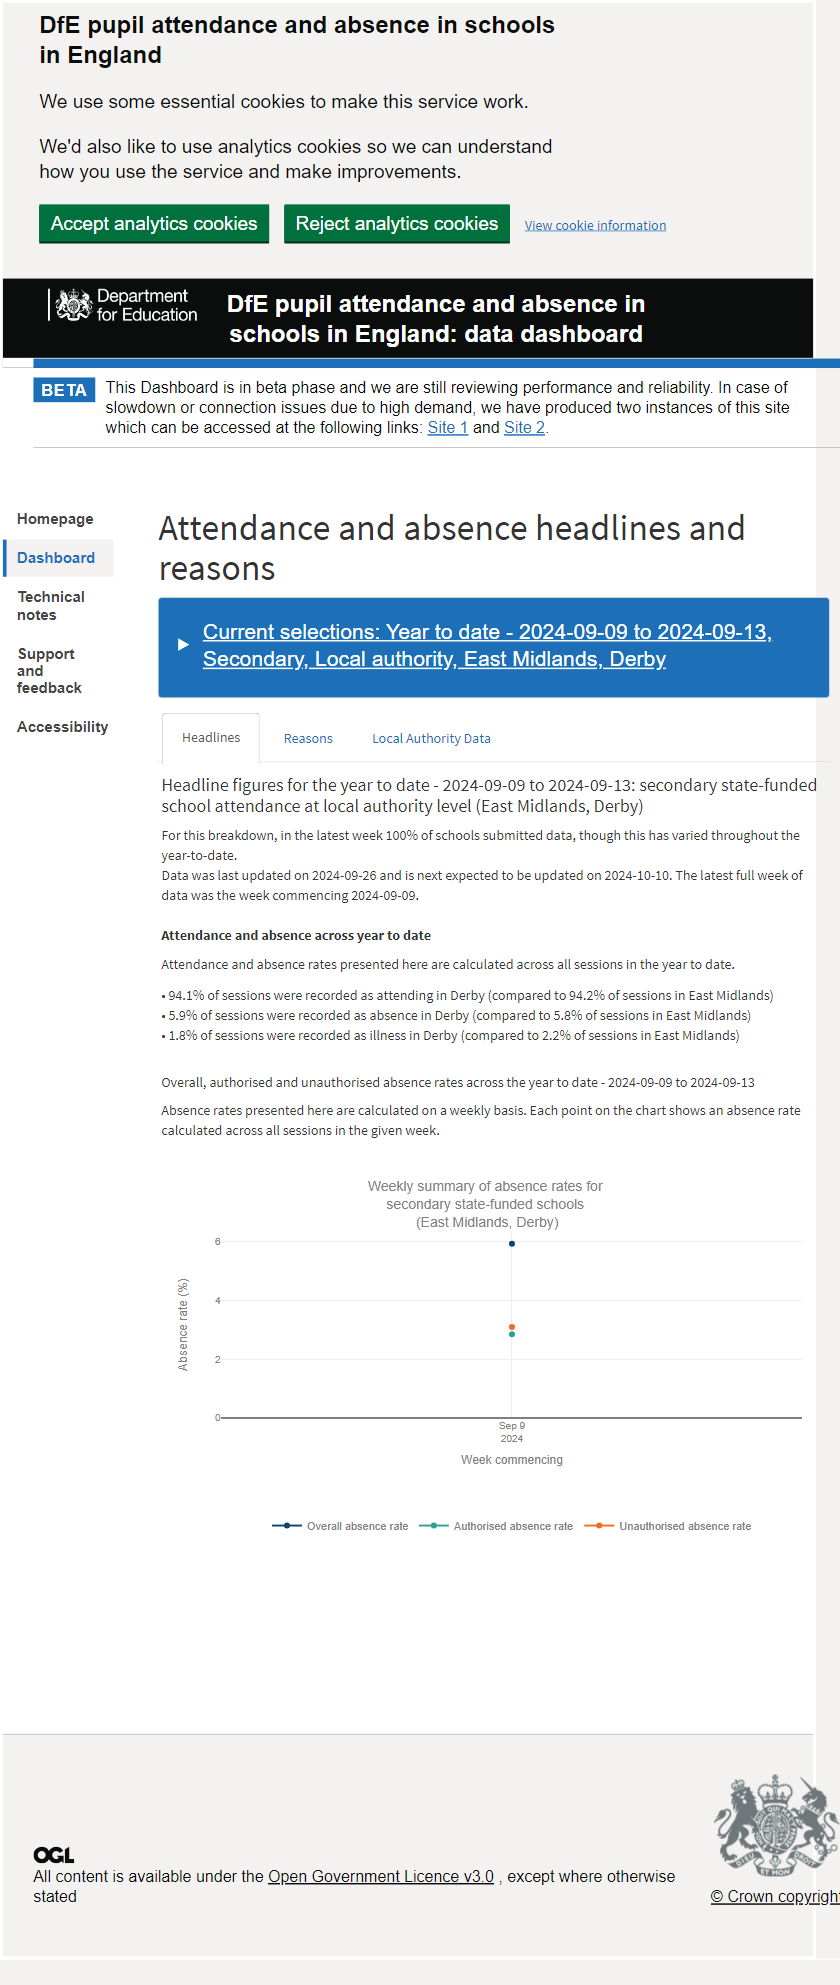 DfE pupil attendance and absence in schools
in England
We use some essential cookies to make this service work.
We'd also like to use analytics cookies so we can understand
how you use the service and make improvements.
Accept analytics cookies
Reject analytics cookies
View cookie information
Department
for Education
DfE pupil attendance and absence in
schools in England: data dashboard
BETA
This Dashboard is in beta phase and we are still reviewing performance and reliability. In case of
slowdown or connection issues due to high demand, we have produced two instances of this site
which can be accessed at the following links: Site 1 and Site 2.
Homepage
Dashboard
Technical
notes
Support
and
feedback
Accessibility
Attendance and absence headlines and
reasons
Current selections: Year to date - 2024-09-09 to 2024-09-13,
Secondary, Local authority, East Midlands, Derby
Headlines
Reasons
Local Authority Data
Headline figures for the year to date - 2024-09-09 to 2024-09-13: secondary state-funded
school attendance at local authority level (East Midlands, Derby)
For this breakdown, in the latest week 100% of schools submitted data, though this has varied throughout the
year-to-date.
Data was last updated on 2024-09-26 and is next expected to be updated on 2024-10-10. The latest full week of
data was the week commencing 2024-09-09.
Attendance and absence across year to date
Attendance and absence rates presented here are calculated across all sessions in the year to date.
• 94.1% of sessions were recorded as attending in Derby (compared to 94.2% of sessions in East Midlands)
• 5.9% of sessions were recorded as absence in Derby (compared to 5.8% of sessions in East Midlands)
• 1.8% of sessions were recorded as illness in Derby (compared to 2.2% of sessions in East Midlands)
Overall, authorised and unauthorised absence rates across the year to date - 2024-09-09 to 2024-09-13
Absence rates presented here are calculated on a weekly basis. Each point on the chart shows an absence rate
calculated across all sessions in the given week.
Weekly summary of absence rates for
secondary state-funded schools
(East Midlands, Derby)
Absence rate (%)
6
4
2
0
Sep 9
2024
Week commencing
Overall absence rate
Authorised absence rate
Unauthorised absence rate
OGL
All content is available under the Open Government Licence v3.0 , except where otherwise
stated
© Crown copyright